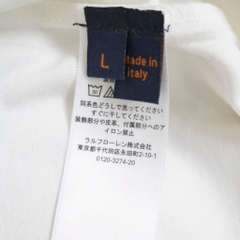 L
Made in
Italy
同系色どうしで洗ってください
すぐに干してください
装飾部分や皮革、付属部分へのア
イロン禁止
ラルフローレン株式会社
東京都千代田区永田町2-10-1
0120-3274-20